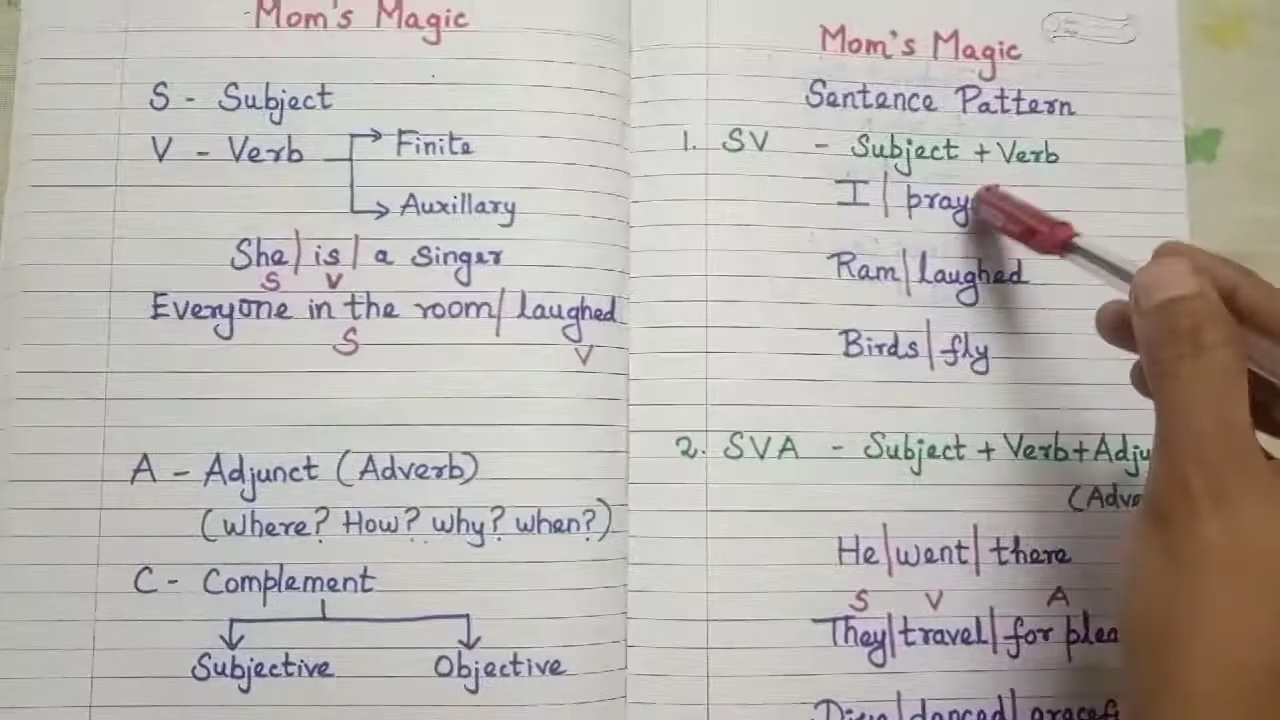 Mom's Magic
S - Subject
V - Verb
Finite
Auxillary
She | is | a singer
S V
Everyone in the room | laughed
S V
A - Adjunct (Adverb)
(Where? How? why? when?)
C - Complement
Subjective Objective
Mom's Magic
Sentence Pattern
1. SV - Subject + Verb
I | pray
Ram | laughed
Birds | fly
2. SVA - Subject + Verb + Adju
(Adve
He | went | there
S V A
They | travel | for plea
danced